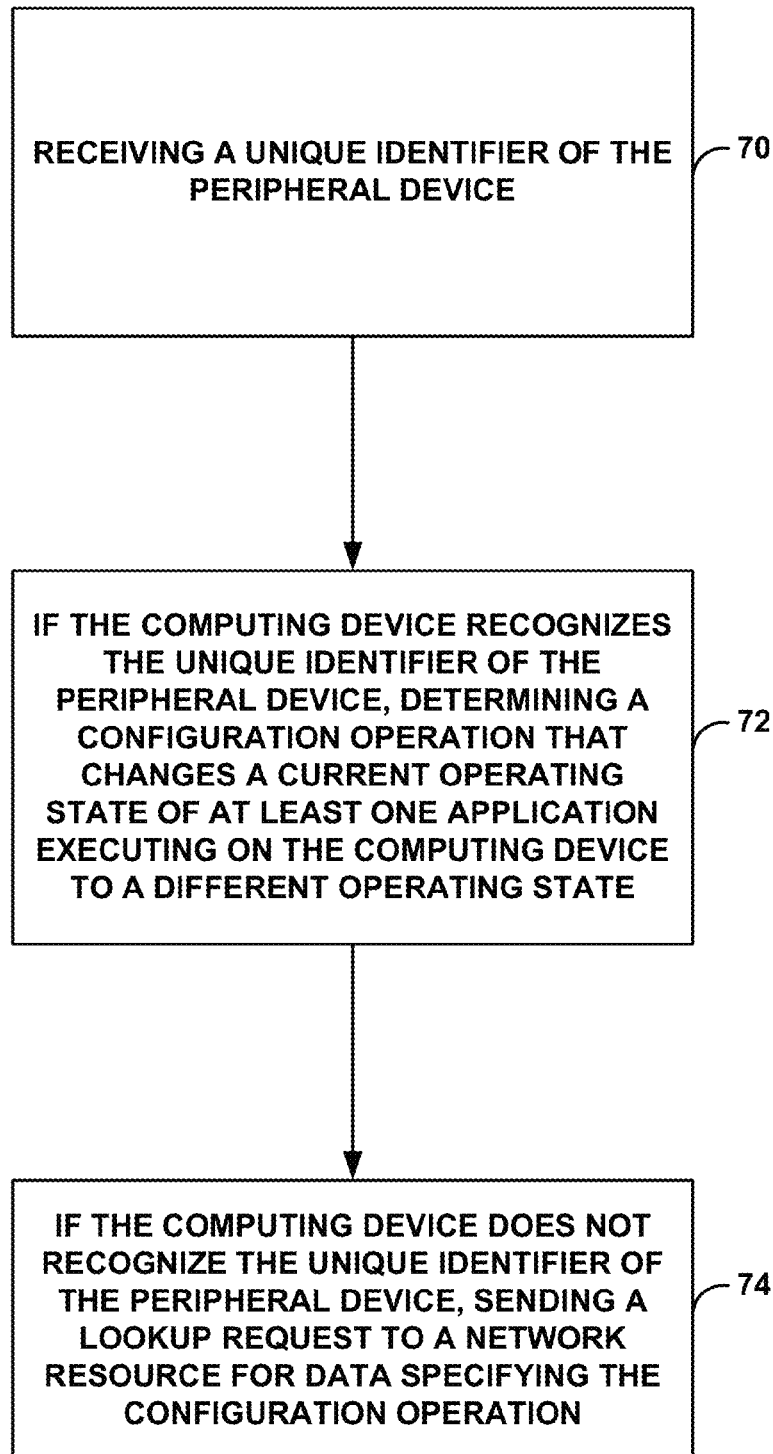 RECEIVING A UNIQUE IDENTIFIER OF THE
PERIPHERAL DEVICE
70
IF THE COMPUTING DEVICE RECOGNIZES
THE UNIQUE IDENTIFIER OF THE
PERIPHERAL DEVICE, DETERMINING A
CONFIGURATION OPERATION THAT
CHANGES A CURRENT OPERATING
STATE OF AT LEAST ONE APPLICATION
EXECUTING ON THE COMPUTING DEVICE
TO A DIFFERENT OPERATING STATE
72
IF THE COMPUTING DEVICE DOES NOT
RECOGNIZE THE UNIQUE IDENTIFIER OF
THE PERIPHERAL DEVICE, SENDING A
LOOKUP REQUEST TO A NETWORK
RESOURCE FOR DATA SPECIFYING THE
CONFIGURATION OPERATION
74